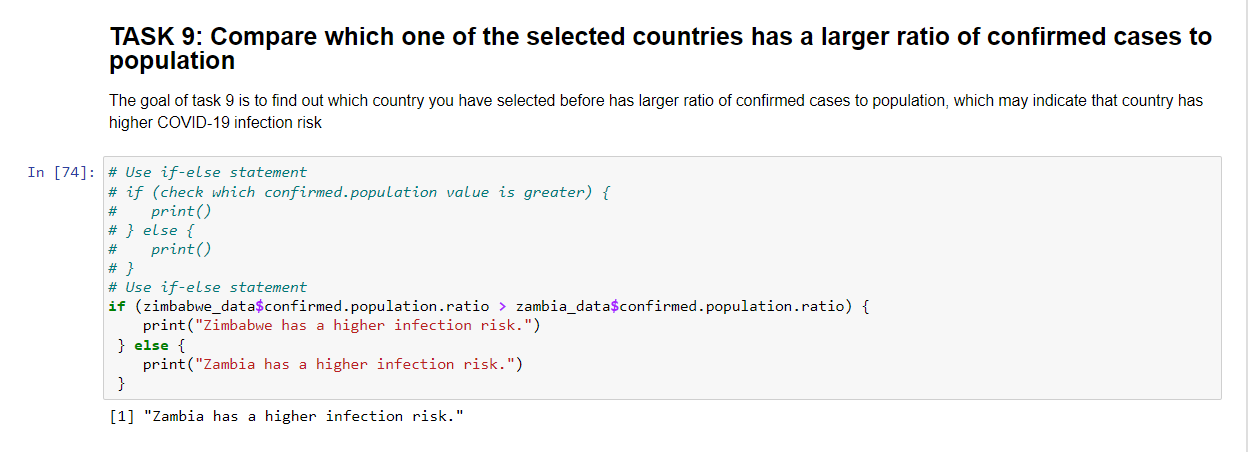 TASK 9: Compare which one of the selected countries has a larger ratio of confirmed cases to
population
The goal of task 9 is to find out which country you have selected before has larger ratio of confirmed cases to population, which may indicate that country has
higher COVID-19 infection risk
In [74]: # Use if-else statement
# if (check which confirmed.population value is greater) {
#    print()
# } else {
#    print()
# }
# Use if-else statement
if (zimbabwe_data$confirmed.population.ratio > zambia_data$confirmed.population.ratio) {
    print("Zimbabwe has a higher infection risk.")
 } else {
    print("Zambia has a higher infection risk.")
 }
[1] "Zambia has a higher infection risk."